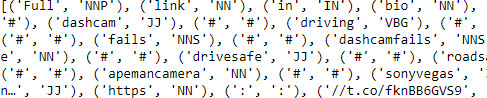 [('Full', 'NNP'), ('link', 'NN'), ('in', 'IN'), ('bio', 'NN'),
'#'), ('dashcam', 'JJ'), ('#', '#'), ('driving', 'VBG'), ('#',
('#', '#'), ('fails', 'NNS'), ('#', '#'), ('dashcamfails', 'NNS
e', 'NN'), ('#', '#'), ('drivesafe', 'JJ'), ('#', '#'), ('roadsa
('#', '#'), ('apemancamera', 'NN'), ('#', '#'), ('sonyvegas',
n…', 'JJ'), ('https', 'NN'), (':', ':'), ('//t.co/fknBB6GVS9',